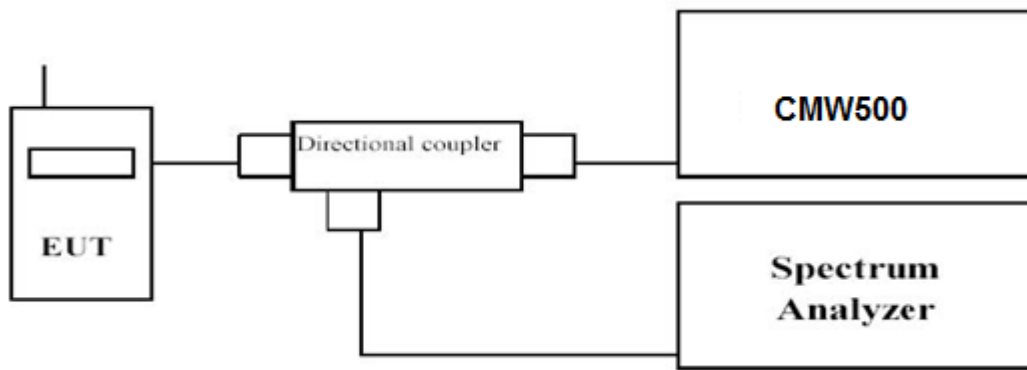 Directional coupler
CMW500
EUT
Spectrum
Analyzer